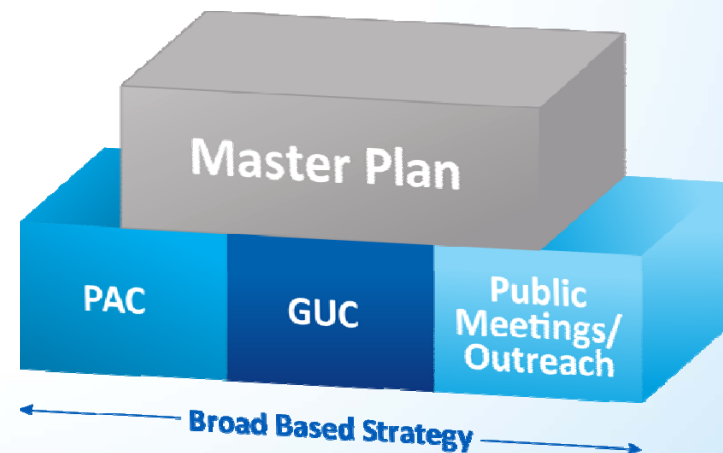 Master Plan
PAC
GUC
Public
Meetings/
Outreach
Broad Based Strategy